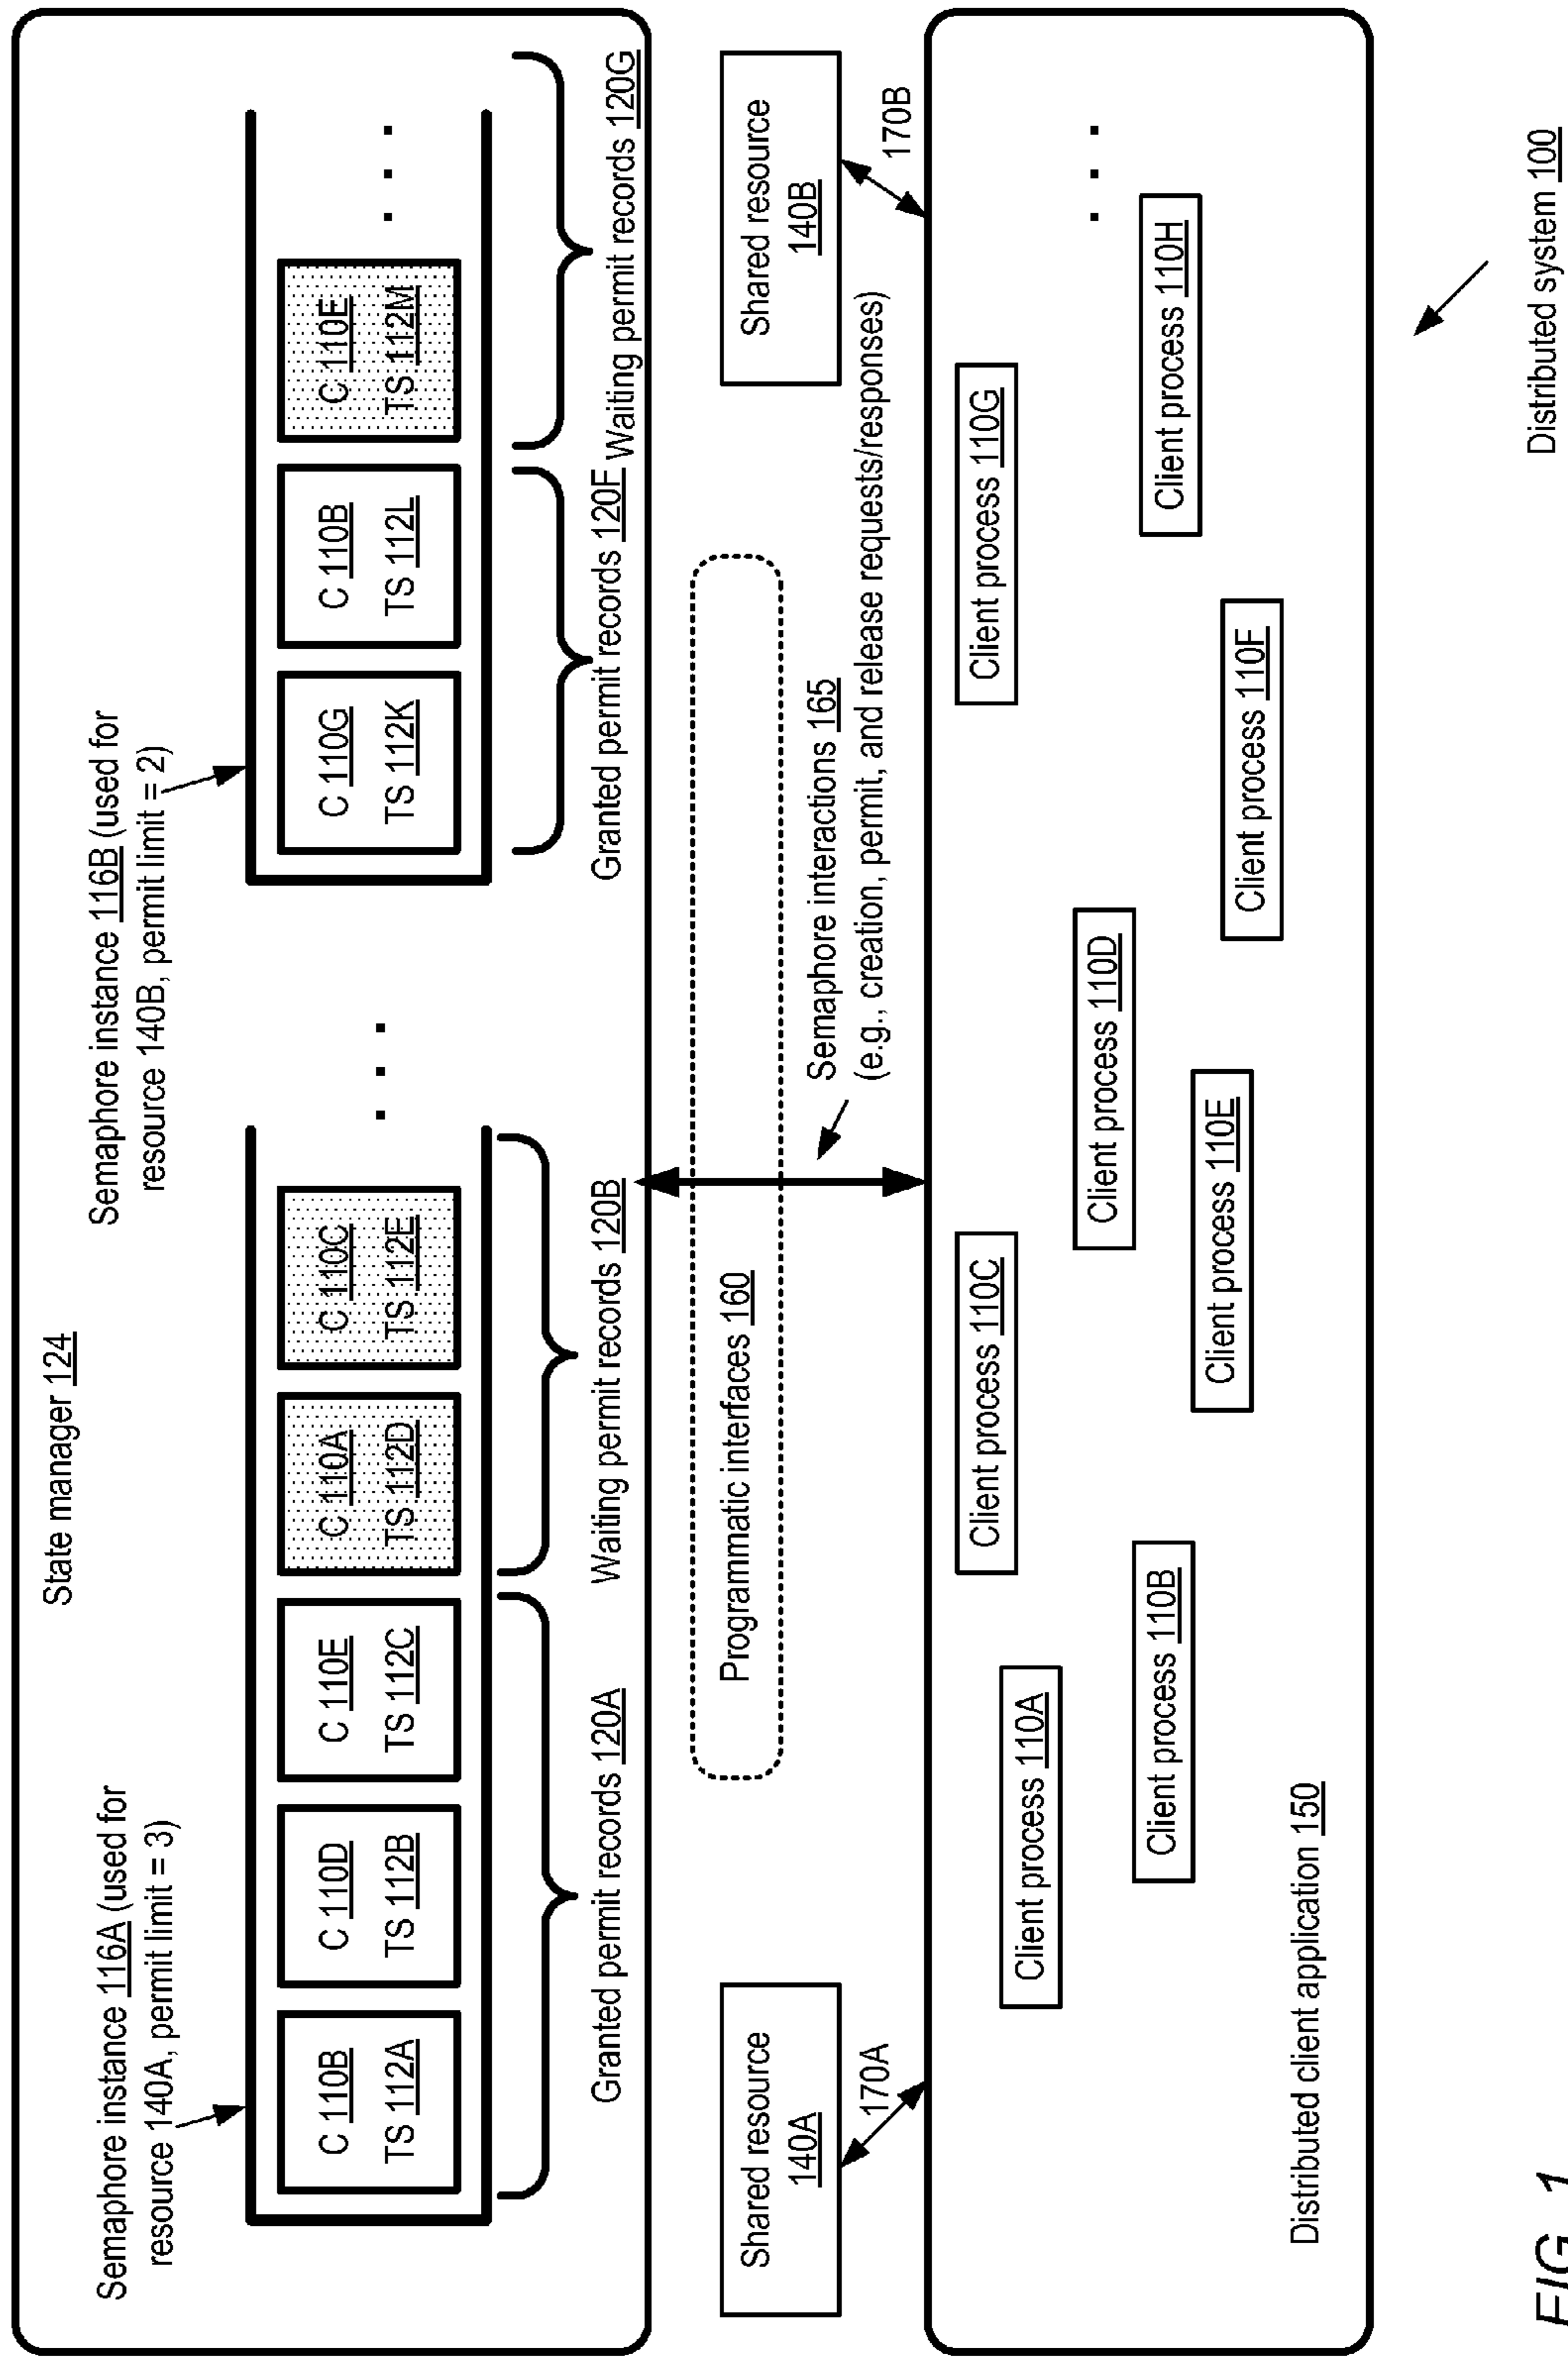 State manager 124
Semaphore instance 116A (used for
resource 140A, permit limit = 3)
Semaphore instance 116B (used for
resource 140B, permit limit = 2)
C 110B
TS 112A
C 110D
TS 112B
C 110E
TS 112C
C 110A
TS 112D
C 110C
TS 112E
. . .
C 110G
TS 112K
C 110B
TS 112L
C 110E
TS 112M
. . .
Granted permit records 120A
Waiting permit records 120B
Granted permit records 120F
Waiting permit records 120G
Programmatic interfaces 160
Shared resource
140A
Shared resource
140B
170A
Semaphore interactions 165
(e.g., creation, permit, and release requests/responses)
170B
Client process 110A
Client process 110B
Client process 110C
Client process 110D
Client process 110E
Client process 110F
Client process 110G
Client process 110H
. . .
Distributed client application 150
Distributed system 100
FIG. 1